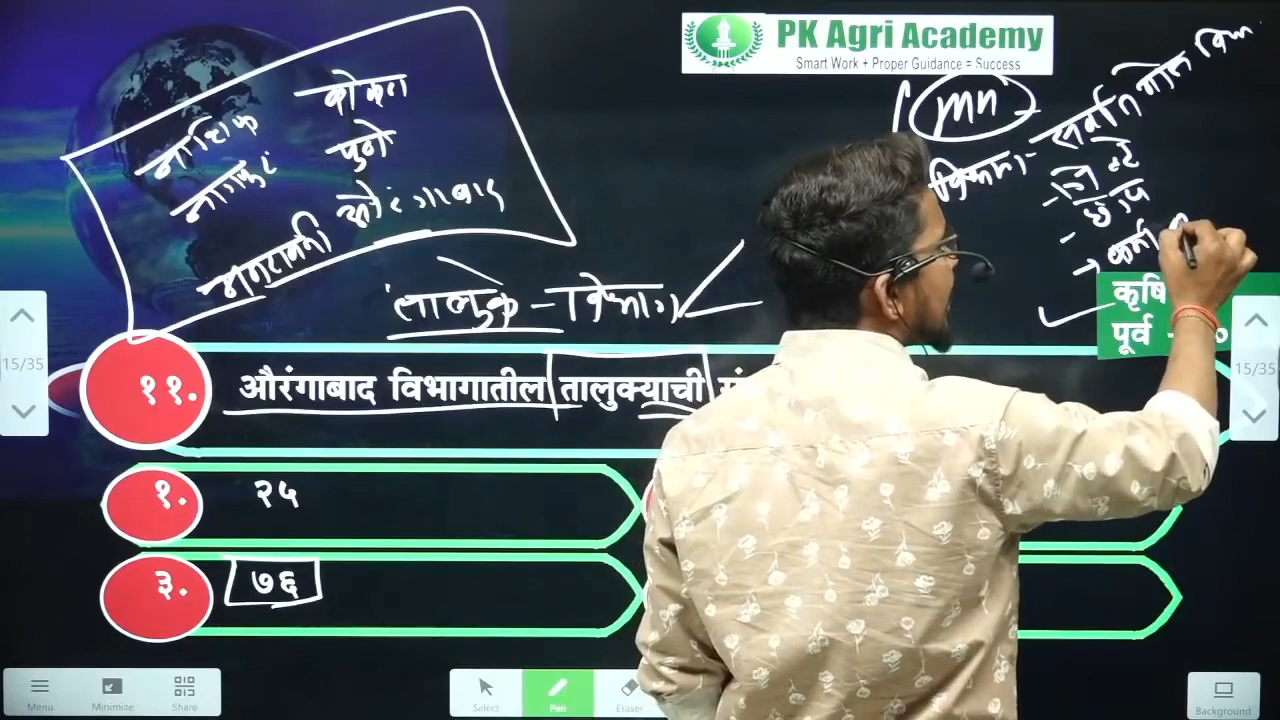 PK Agri Academy
Smart Work + Proper Guidance = Success
नाशिक
कोकण
नागपुर
पुणे
अमरावती
औरंगाबाद
MH
तालुके - विभाग
कृषि
पूर्व -
११. औरंगाबाद विभागातील तालुक्याची
१. २५
३. ७६
15/35
15/35
Menu
Minimize
Share
Select
Pen
Eraser
Background